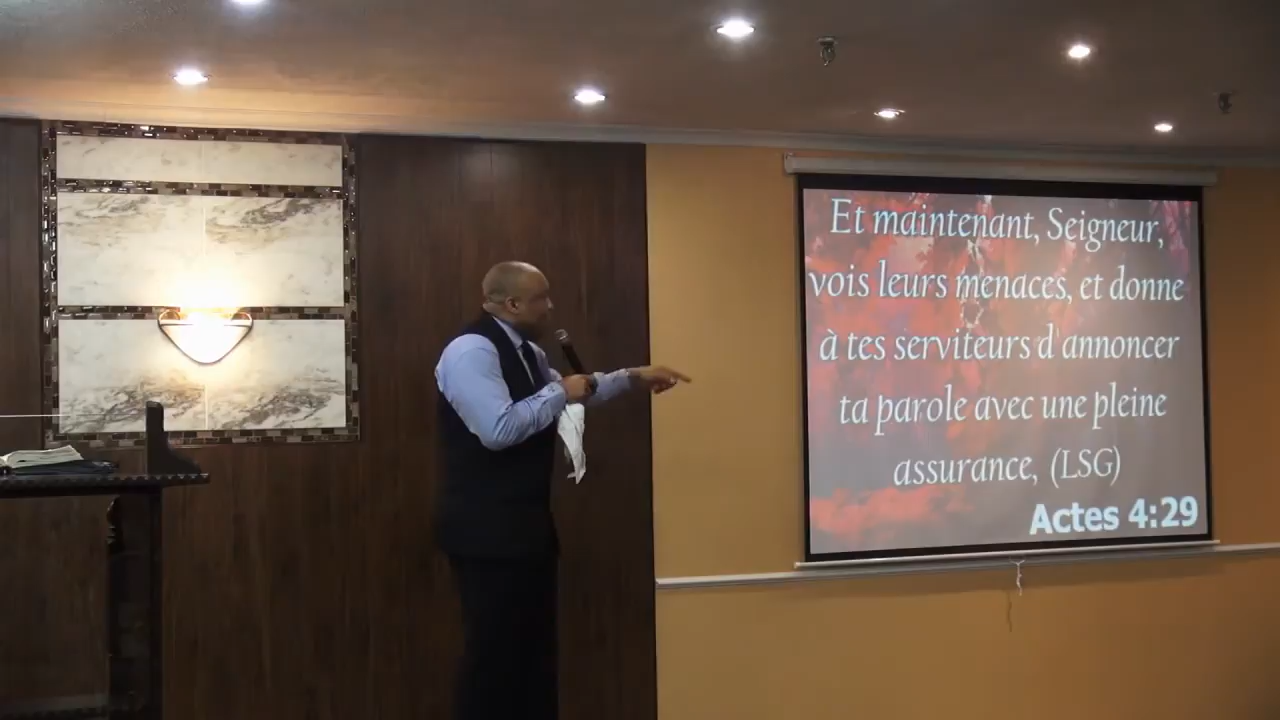 Et maintenant, Seigneur,
vois leurs menaces, et donne
à tes serviteurs d'annoncer
ta parole avec une pleine
assurance, (LSG)
Actes 4:29